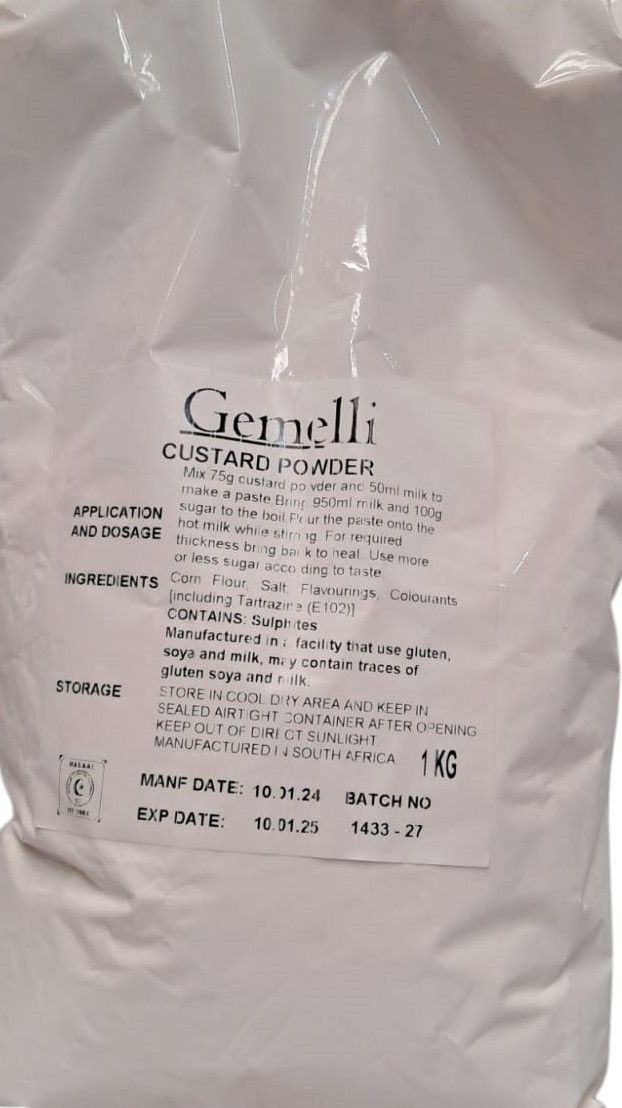 Gemelli
CUSTARD POWDER
APPLICATION AND DOSAGE
Mix 75g custard powder and 50ml milk to
make a paste. Bring 950ml milk and 100g
sugar to the boil. Pour the paste onto the
hot milk while stirring. For required
thickness bring back to heat. Use more
or less sugar according to taste.
INGREDIENTS
Corn Flour, Salt, Flavourings, Colourants
[including Tartrazine (E102)]
CONTAINS: Sulphites
Manufactured in a facility that use gluten,
soya and milk, may contain traces of
gluten soya and milk.
STORAGE
STORE IN COOL DRY AREA AND KEEP IN
SEALED AIRTIGHT CONTAINER AFTER OPENING
KEEP OUT OF DIRECT SUNLIGHT
MANUFACTURED IN SOUTH AFRICA
1 KG
HALAAL
MANF DATE: 10.01.24 BATCH NO
EXP DATE: 10.01.25 1433 - 27